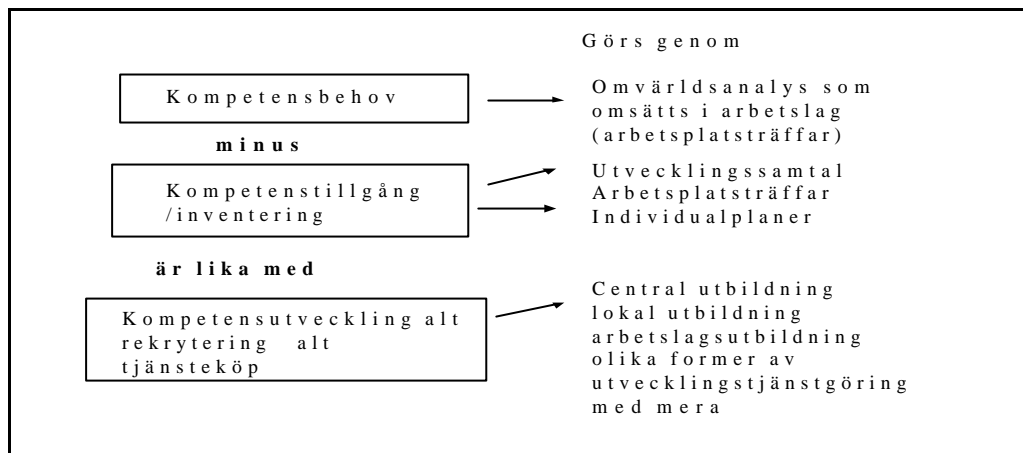 Görs genom
Kompetensbehov
Omvärldsanalys som
omsätts i arbetslag
(arbetsplatsträffar)
minus
Kompetenstillgång
/inventering
Utvecklingssamtal
Arbetsplatsträffar
Individualplaner
är lika med
Kompetensutveckling alt
rekrytering alt
tjänsteköp
Central utbildning
lokal utbildning
arbetslagsutbildning
olika former av
utvecklingstjänstgöring
med mera